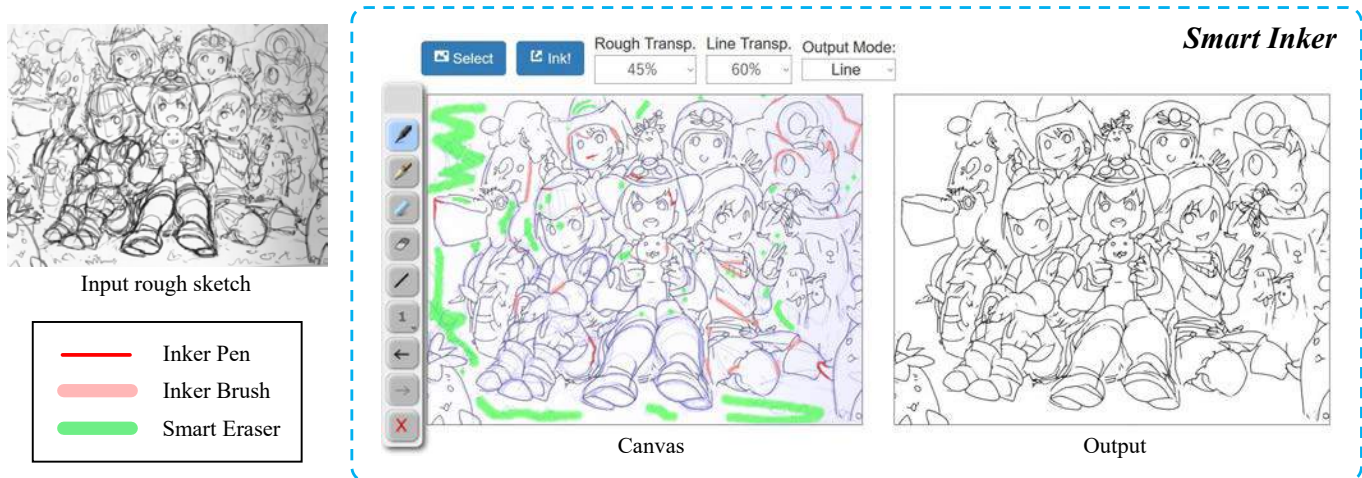 Smart Inker
Select
Ink!
Rough Transp.
45%
Line Transp.
60%
Output Mode:
Line
1
X
Input rough sketch
Inker Pen
Inker Brush
Smart Eraser
Canvas
Output